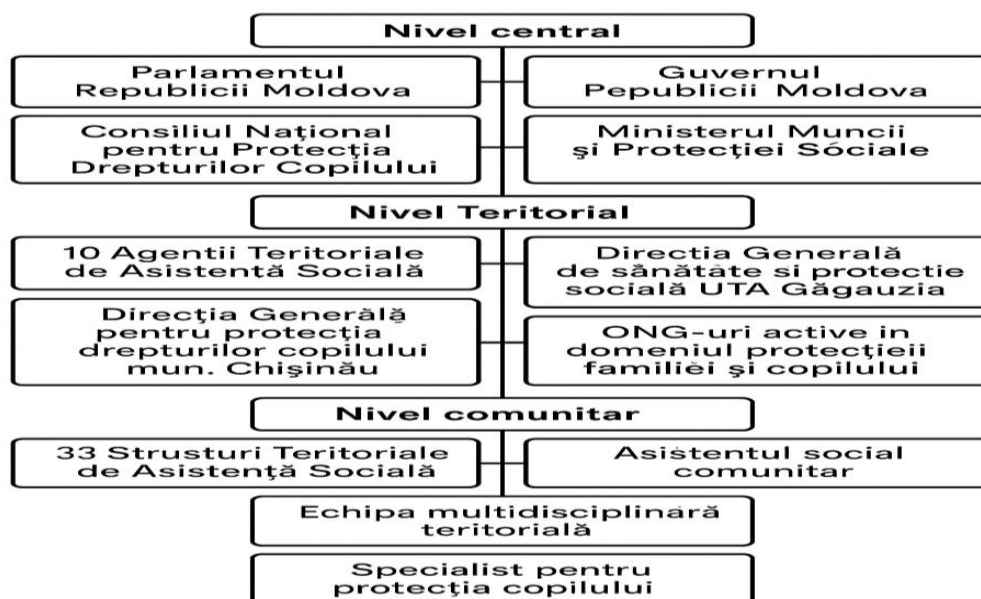 Nivel central
Parlamentul
Republicii Moldova
Guvernul
Pepublicii Moldova
Consiliul Naţional
pentru Protecţia
Drepturilor Copilului
Ministerul Muncii
şi Protecţiei Sóciale
Nivel Teritorial
10 Agentii Teritoriale
de Asistenţă Socială
Directia Generală
de sănătate si protectie
socială UTA Găgauzia
Direcţia Generălă
pentru protecţia
drepturilor copilului
mun. Chişinău
ONG-uri active in
domeniul protecţieii
familiei şi copilului
Nivel comunitar
33 Strusturi Teritoriale
de Asistenţă Socială
Asistentul social
comunitar
Echipa multidisciplinară
teritorială
Specialist pentru
protecţia copilului